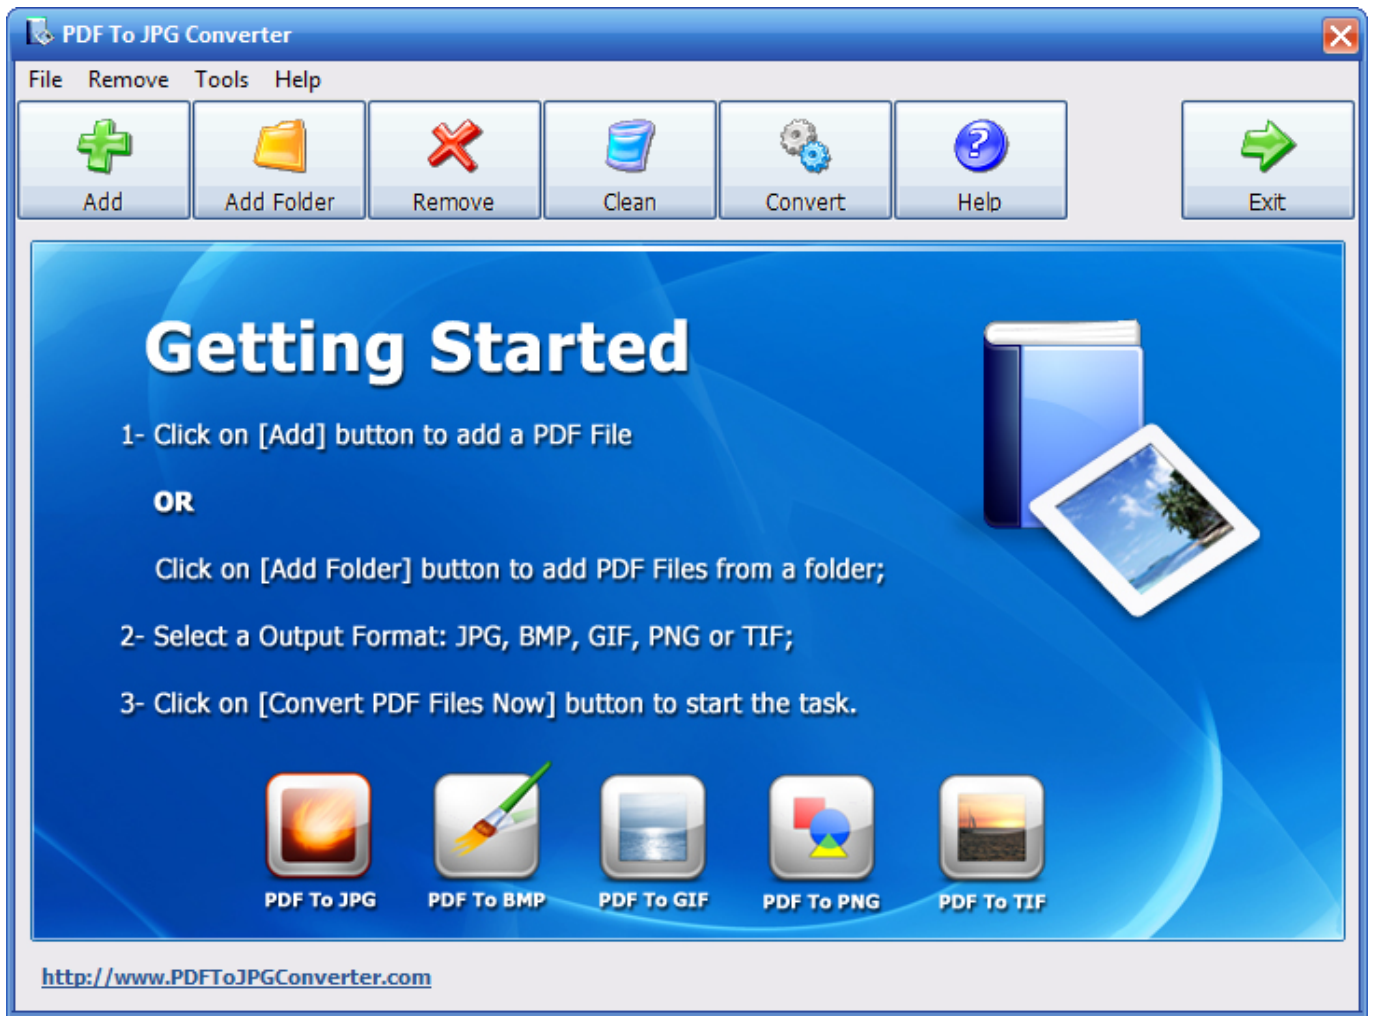 PDF To JPG Converter
File Remove Tools Help
Add Add Folder Remove Clean Convert Help Exit
Getting Started
1- Click on [Add] button to add a PDF File
OR
Click on [Add Folder] button to add PDF Files from a folder;
2- Select a Output Format: JPG, BMP, GIF, PNG or TIF;
3- Click on [Convert PDF Files Now] button to start the task.
PDF To JPG PDF To BMP PDF To GIF PDF To PNG PDF To TIF
http://www.PDFToJPGConverter.com